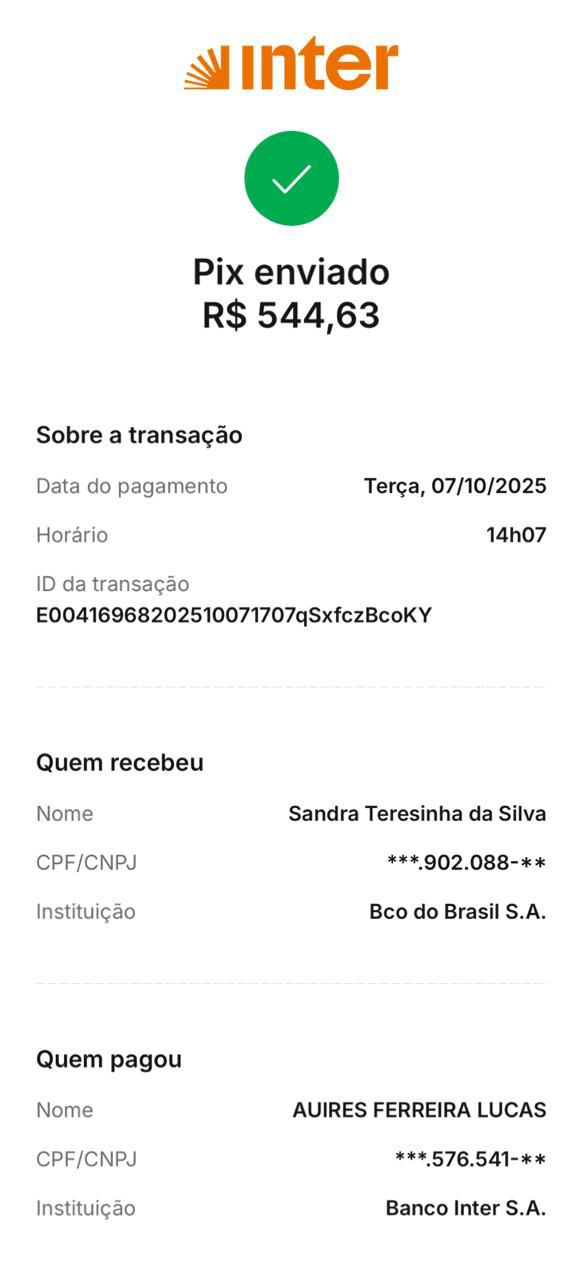 inter
Pix enviado
R$ 544,63
Sobre a transação
Data do pagamento Terça, 07/10/2025
Horário 14h07
ID da transação
E00416968202510071707qSxfczBcoKY
Quem recebeu
Nome Sandra Teresinha da Silva
CPF/CNPJ ***.902.088-**
Instituição Bco do Brasil S.A.
Quem pagou
Nome AUIRES FERREIRA LUCAS
CPF/CNPJ ***.576.541-**
Instituição Banco Inter S.A.